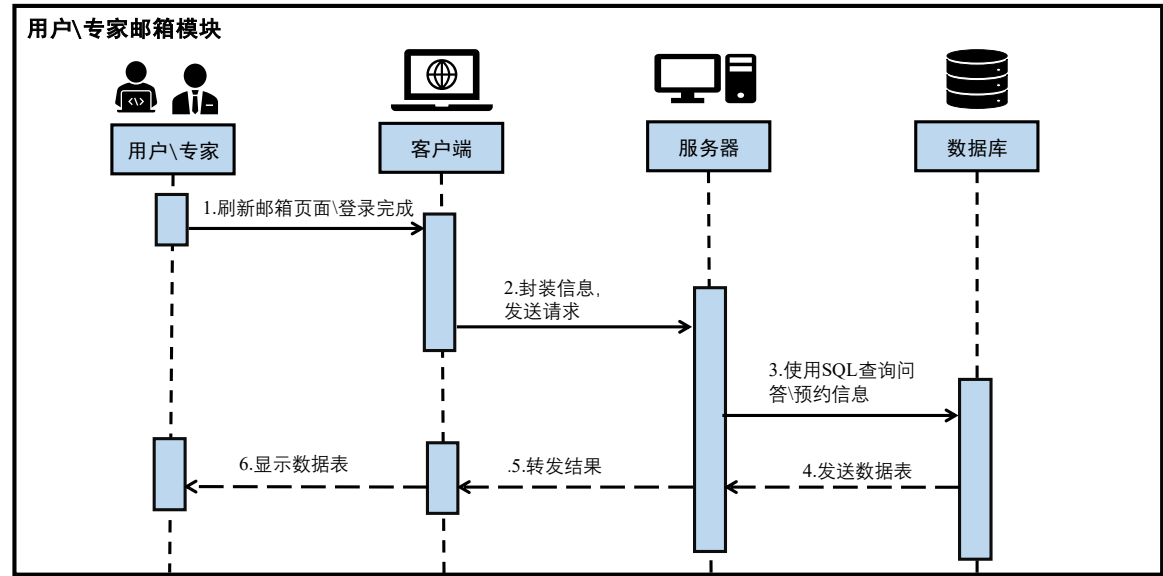 用户\专家邮箱模块
用户\专家
客户端
服务器
数据库
1.刷新邮箱页面\登录完成
2.封装信息,
发送请求
3.使用SQL查询问
答\预约信息
6.显示数据表
.5.转发结果
4.发送数据表